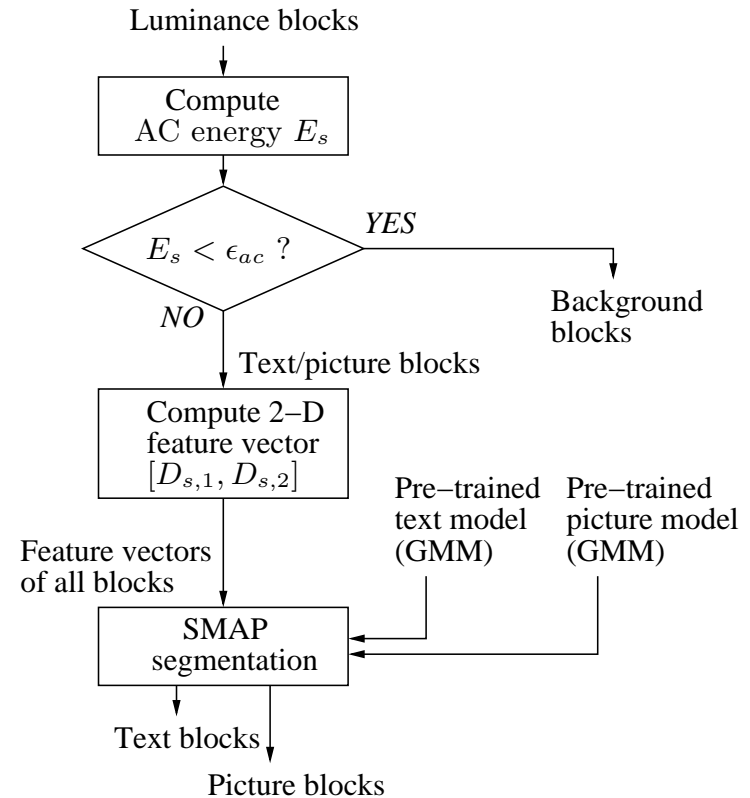 Luminance blocks
Compute
AC energy E_s
E_s < ϵ_{ac} ?
YES
NO
Background
blocks
Text/picture blocks
Compute 2–D
feature vector
[D_{s,1}, D_{s,2}]
Pre–trained
text model
(GMM)
Pre–trained
picture model
(GMM)
Feature vectors
of all blocks
SMAP
segmentation
Text blocks
Picture blocks